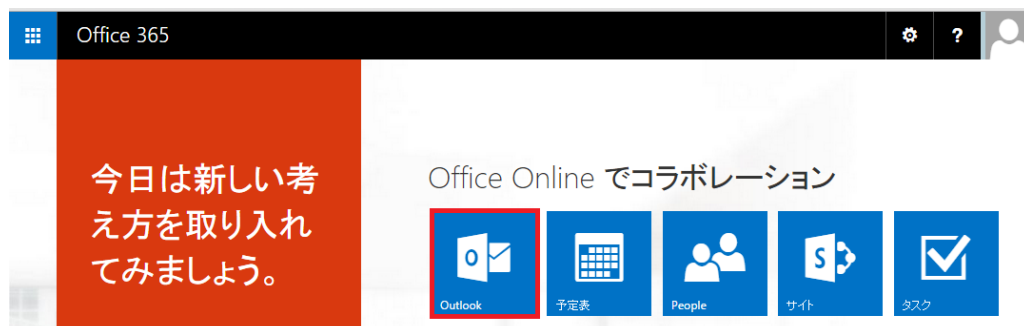 Office 365
?
今日は新しい考
え方を取り入れ
てみましょう。
Office Online でコラボレーション
Outlook
予定表
People
サイト
タスク